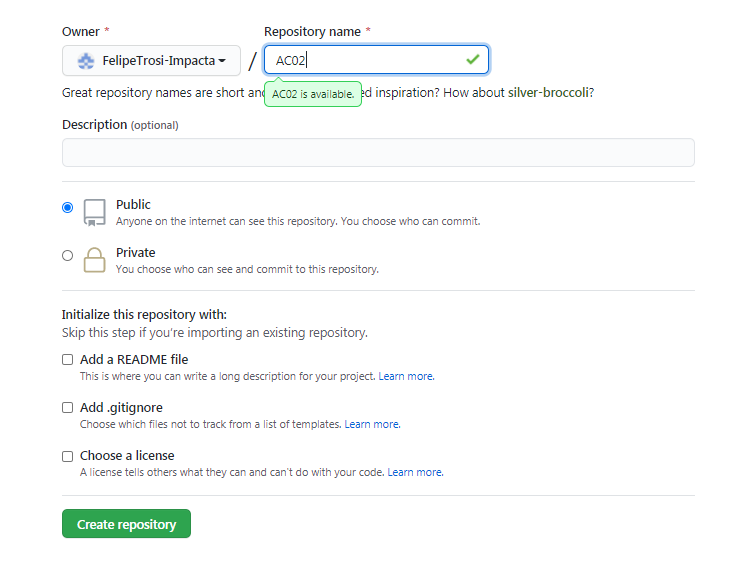 Owner *
Repository name *
FelipeTrosi-Impacta
/
AC02
AC02 is available.
Great repository names are short and ed inspiration? How about silver-broccoli?
Description (optional)
Public
Anyone on the internet can see this repository. You choose who can commit.
Private
You choose who can see and commit to this repository.
Initialize this repository with:
Skip this step if you're importing an existing repository.
Add a README file
This is where you can write a long description for your project. Learn more.
Add .gitignore
Choose which files not to track from a list of templates. Learn more.
Choose a license
A license tells others what they can and can't do with your code. Learn more.
Create repository